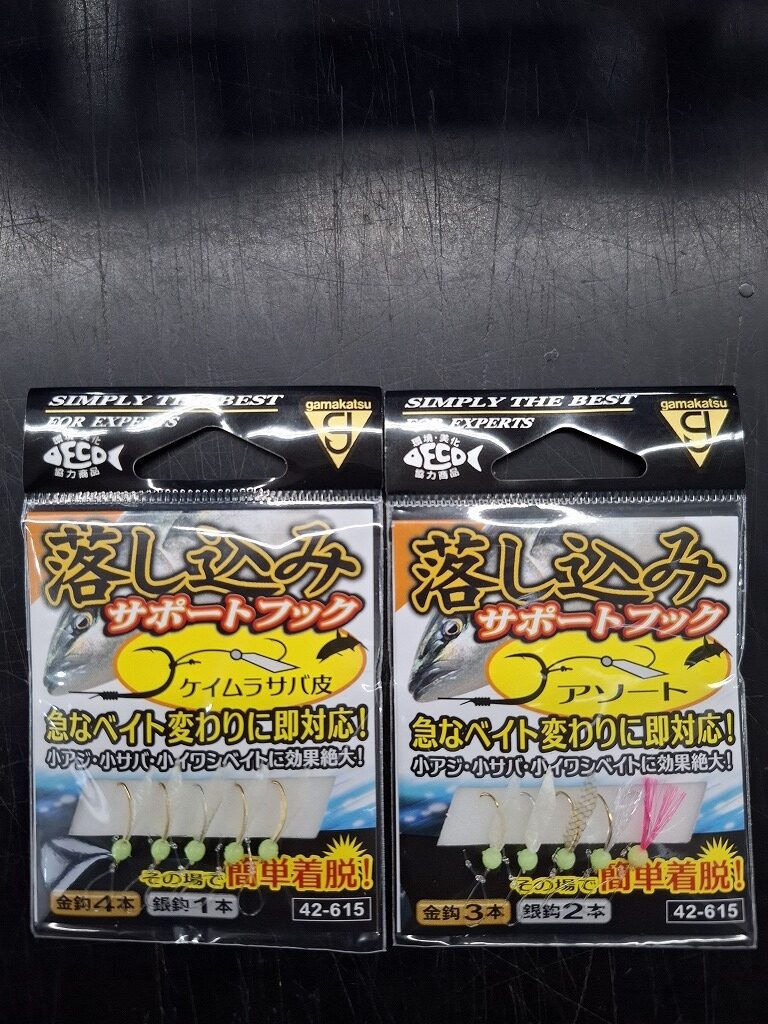 SIMPLY THE BEST
FOR EXPERTS
gamakatsu
G
環境・美化
ECO
協力商品
落し込み
サポートフック
ケイムラサバ皮
急なベイト変わりに即対応!
小アジ・小サバ・小イワシベイトに効果絶大!
その場で簡単着脱!
金鈎4本
銀鈎1本
42-615
SIMPLY THE BEST
FOR EXPERTS
gamakatsu
G
環境・美化
ECO
協力商品
落し込み
サポートフック
アソート
急なベイト変わりに即対応!
小アジ・小サバ・小イワシベイトに効果絶大!
その場で簡単着脱!
金鈎3本
銀鈎2本
42-615